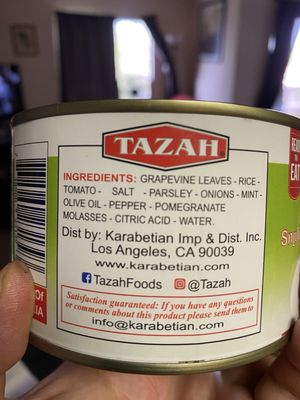 TAZAH
INGREDIENTS: GRAPEVINE LEAVES - RICE -
TOMATO - SALT - PARSLEY - ONIONS - MINT -
OLIVE OIL - PEPPER - POMEGRANATE
MOLASSES - CITRIC ACID - WATER.
Dist by: Karabetian Imp & Dist. Inc.
Los Angeles, CA 90039
www.karabetian.com
TazahFoods @Tazah
Satisfaction guaranteed: If you have any questions
or comments about this product please send them to
info@karabetian.com
EAT
OF